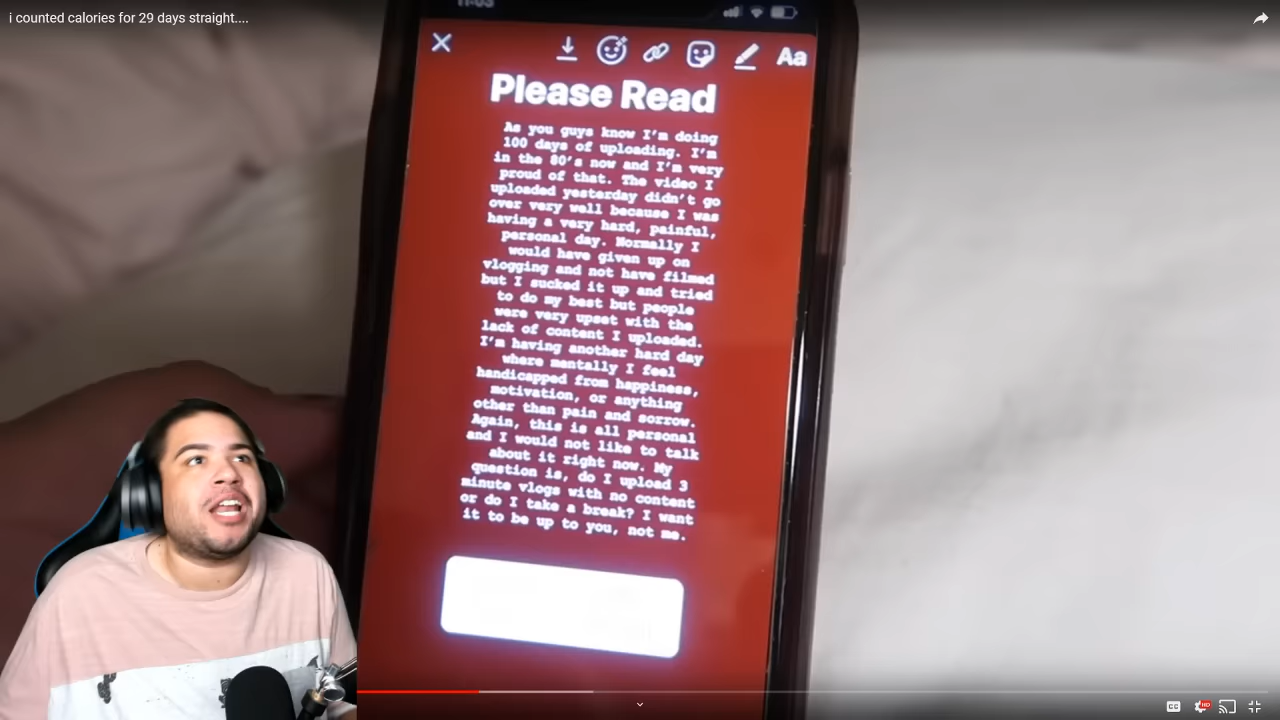 i counted calories for 29 days straight....
11:03
Aa
Please Read
As you guys know I'm doing
100 days of uploading. I'm
in the 80's now and I'm very
proud of that. The video I
uploaded yesterday didn't go
over very well because I was
having a very hard, painful,
personal day. Normally I
would have given up on
vlogging and not have filmed
but I sucked it up and tried
to do my best but people
were very upset with the
lack of content I uploaded.
I'm having another hard day
where mentally I feel
handicapped from happiness,
motivation, or anything
other than pain and sorrow.
Again, this is all personal
and I would not like to talk
about it right now. My
question is, do I upload 3
minute vlogs with no content
or do I take a break? I want
it to be up to you, not me.
CC
HD